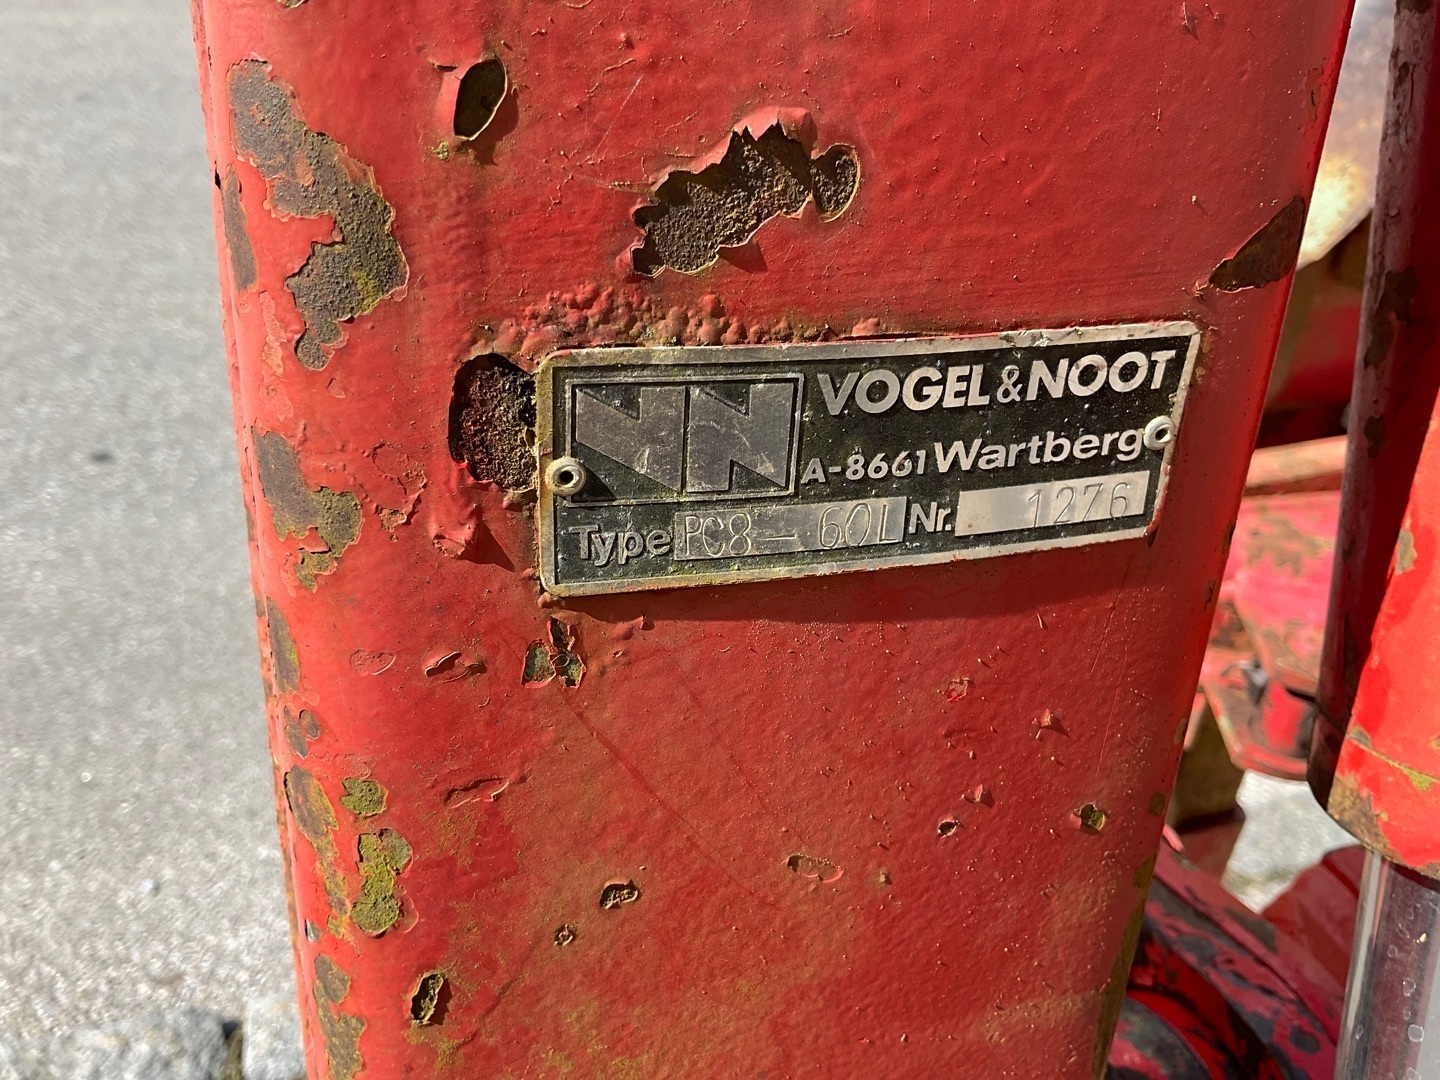 VOGEL & NOOT
A-8661 Wartberg
Type PC8 - 60L Nr. 1276